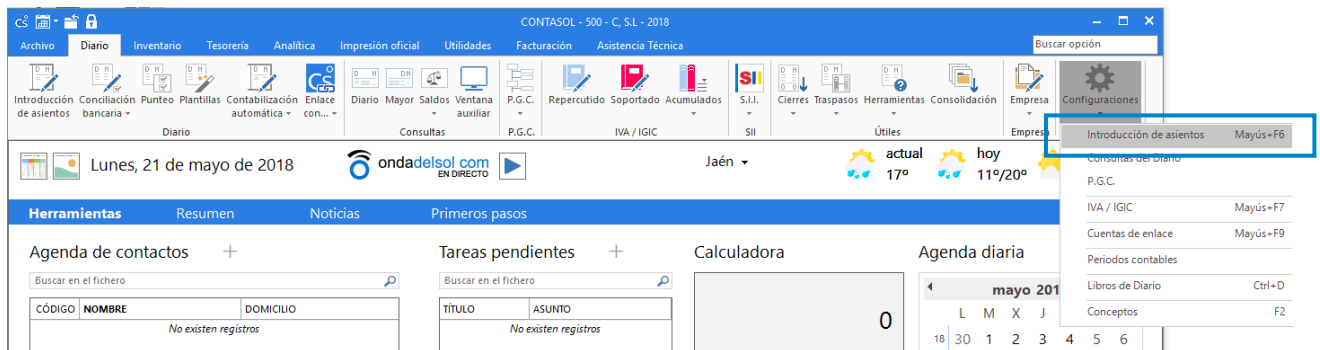 CONTASOL - 500 - C, S.L - 2018
Archivo Diario Inventario Tesorería Analítica Impresión oficial Utilidades Facturación Asistencia Técnica Buscar opción
Introducción de asientos
Conciliación bancaria
Punteo
Plantillas
Contabilización automática
Enlace con...
Diario
Mayor
Saldos
Ventana auxiliar
P.G.C.
Repercutido
Soportado
Acumulados
S.I.I.
Cierres
Traspasos
Herramientas
Consolidación
Empresa
Configuraciones
Diario Consultas P.G.C. IVA / IGIC SII Útiles Empresa
Introducción de asientos Mayús+F6
Consultas del Diario
P.G.C.
IVA / IGIC Mayús+F7
Cuentas de enlace Mayús+F9
Periodos contables
Libros de Diario Ctrl+D
Conceptos F2
Lunes, 21 de mayo de 2018
ondadelsol com
EN DIRECTO
Jaén
actual
17º
hoy
11º/20º
Herramientas Resumen Noticias Primeros pasos
Agenda de contactos
Buscar en el fichero
CÓDIGO NOMBRE DOMICILIO
No existen registros
Tareas pendientes
Buscar en el fichero
TÍTULO ASUNTO
No existen registros
Calculadora
0
Agenda diaria
mayo 201
L M X J
18 30 1 2 3 4 5 6